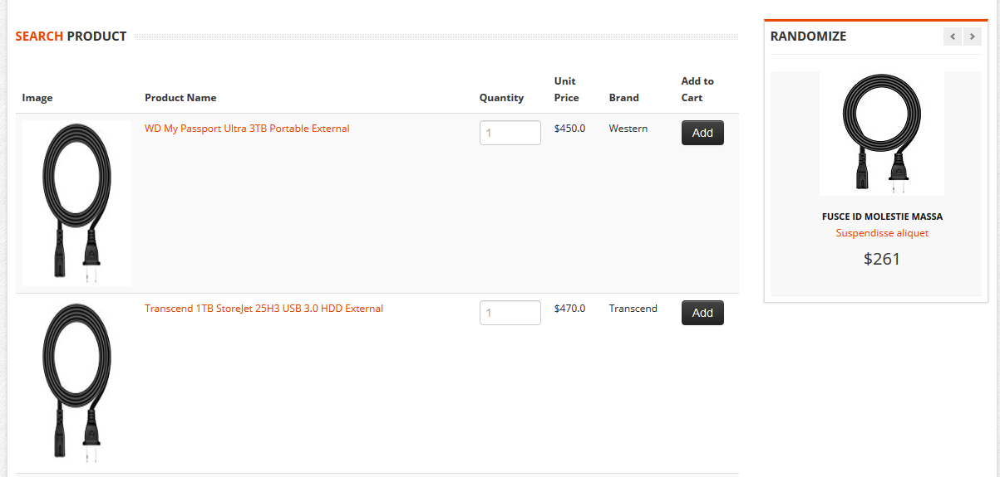 SEARCH PRODUCT
Image Product Name Quantity Unit Price Brand Add to Cart
WD My Passport Ultra 3TB Portable External 1 $450.0 Western Add
Transcend 1TB StoreJet 25H3 USB 3.0 HDD External 1 $470.0 Transcend Add
RANDOMIZE
FUSCE ID MOLESTIE MASSA
Suspendisse aliquet
$261